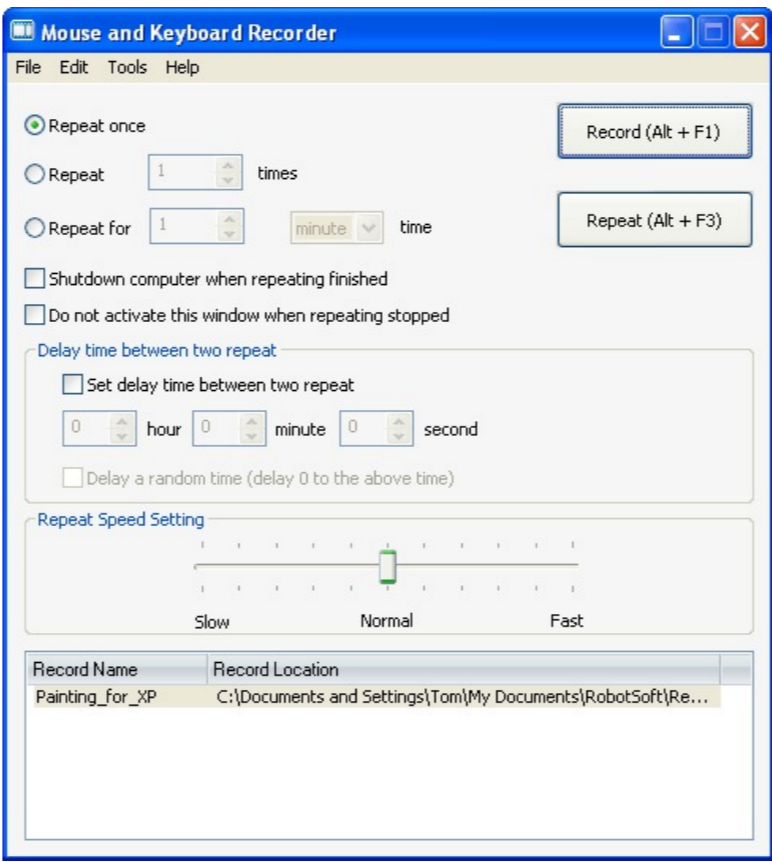 Mouse and Keyboard Recorder
File Edit Tools Help
Repeat once
Record (Alt + F1)
Repeat 1 times
Repeat (Alt + F3)
Repeat for 1 minute time
Shutdown computer when repeating finished
Do not activate this window when repeating stopped
Delay time between two repeat
Set delay time between two repeat
0 hour 0 minute 0 second
Delay a random time (delay 0 to the above time)
Repeat Speed Setting
Slow Normal Fast
Record Name Record Location
Painting_for_XP C:\Documents and Settings\Tom\My Documents\RobotSoft\Re...